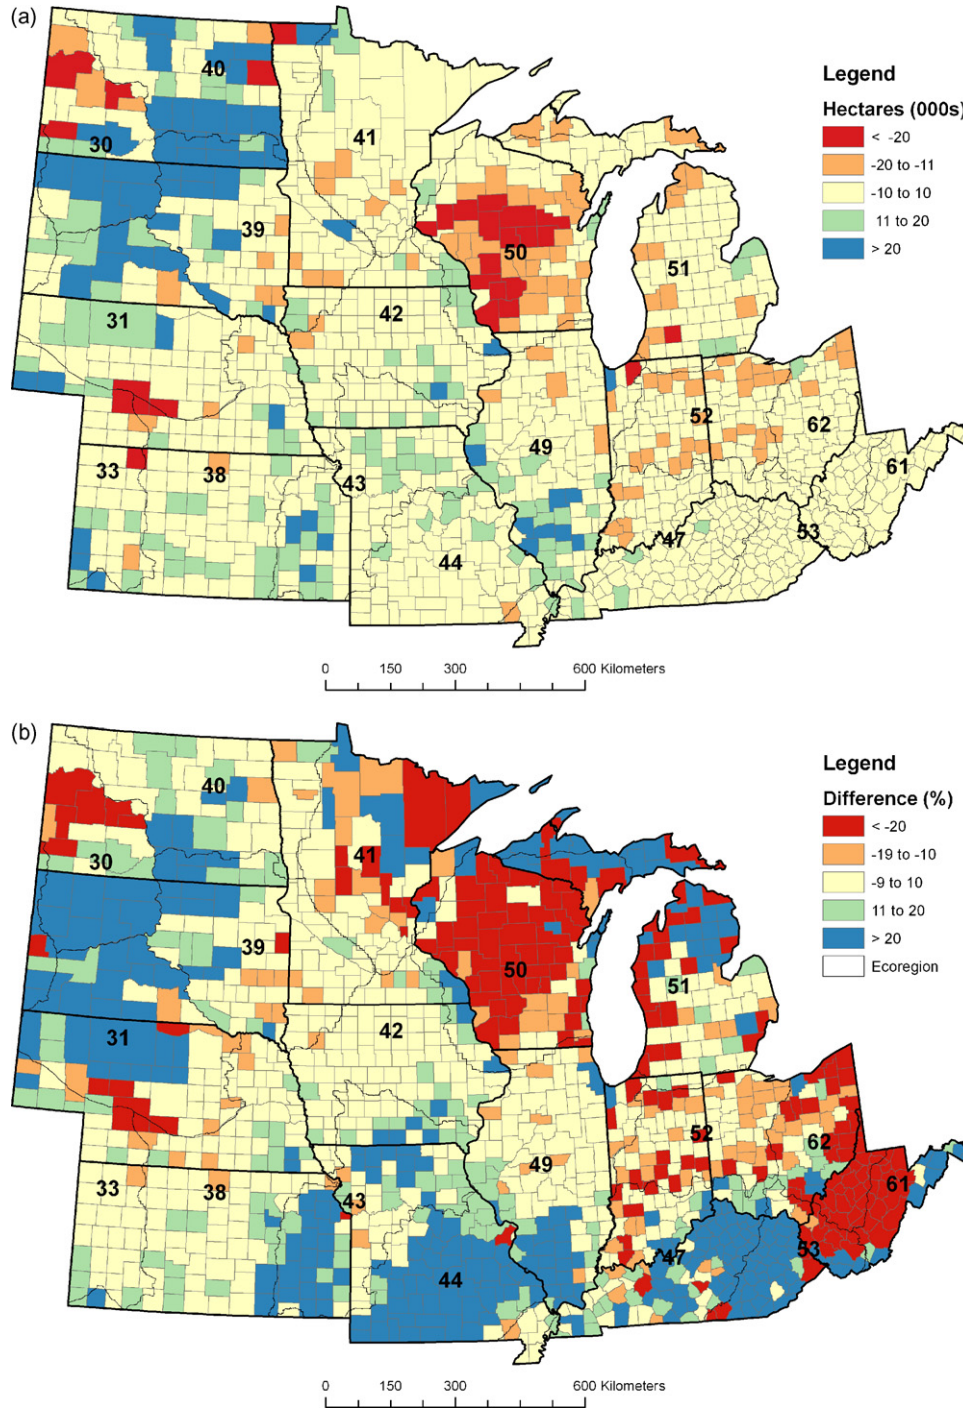 (a)
Legend
Hectares (000s)
< -20
-20 to -11
-10 to 10
11 to 20
> 20
40
41
30
39
50
51
31
42
52
62
49
33
38
43
61
53
47
44
0 150 300 600 Kilometers
(b)
Legend
Difference (%)
< -20
-19 to -10
-9 to 10
11 to 20
> 20
Ecoregion
40
41
30
39
50
51
31
42
52
62
49
33
38
43
61
53
47
44
0 150 300 600 Kilometers